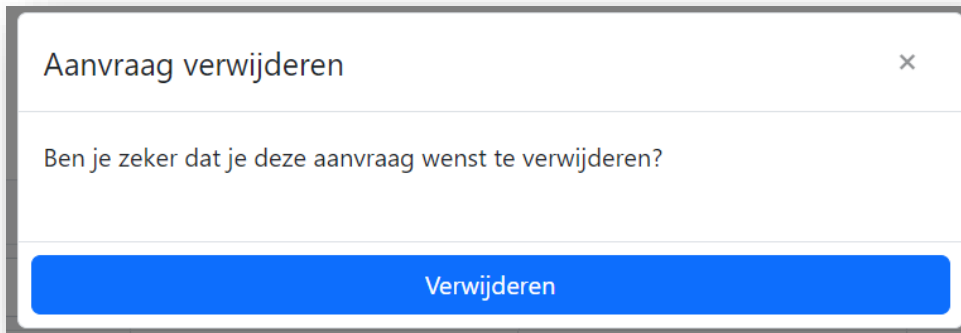 Aanvraag verwijderen
×
Ben je zeker dat je deze aanvraag wenst te verwijderen?
Verwijderen